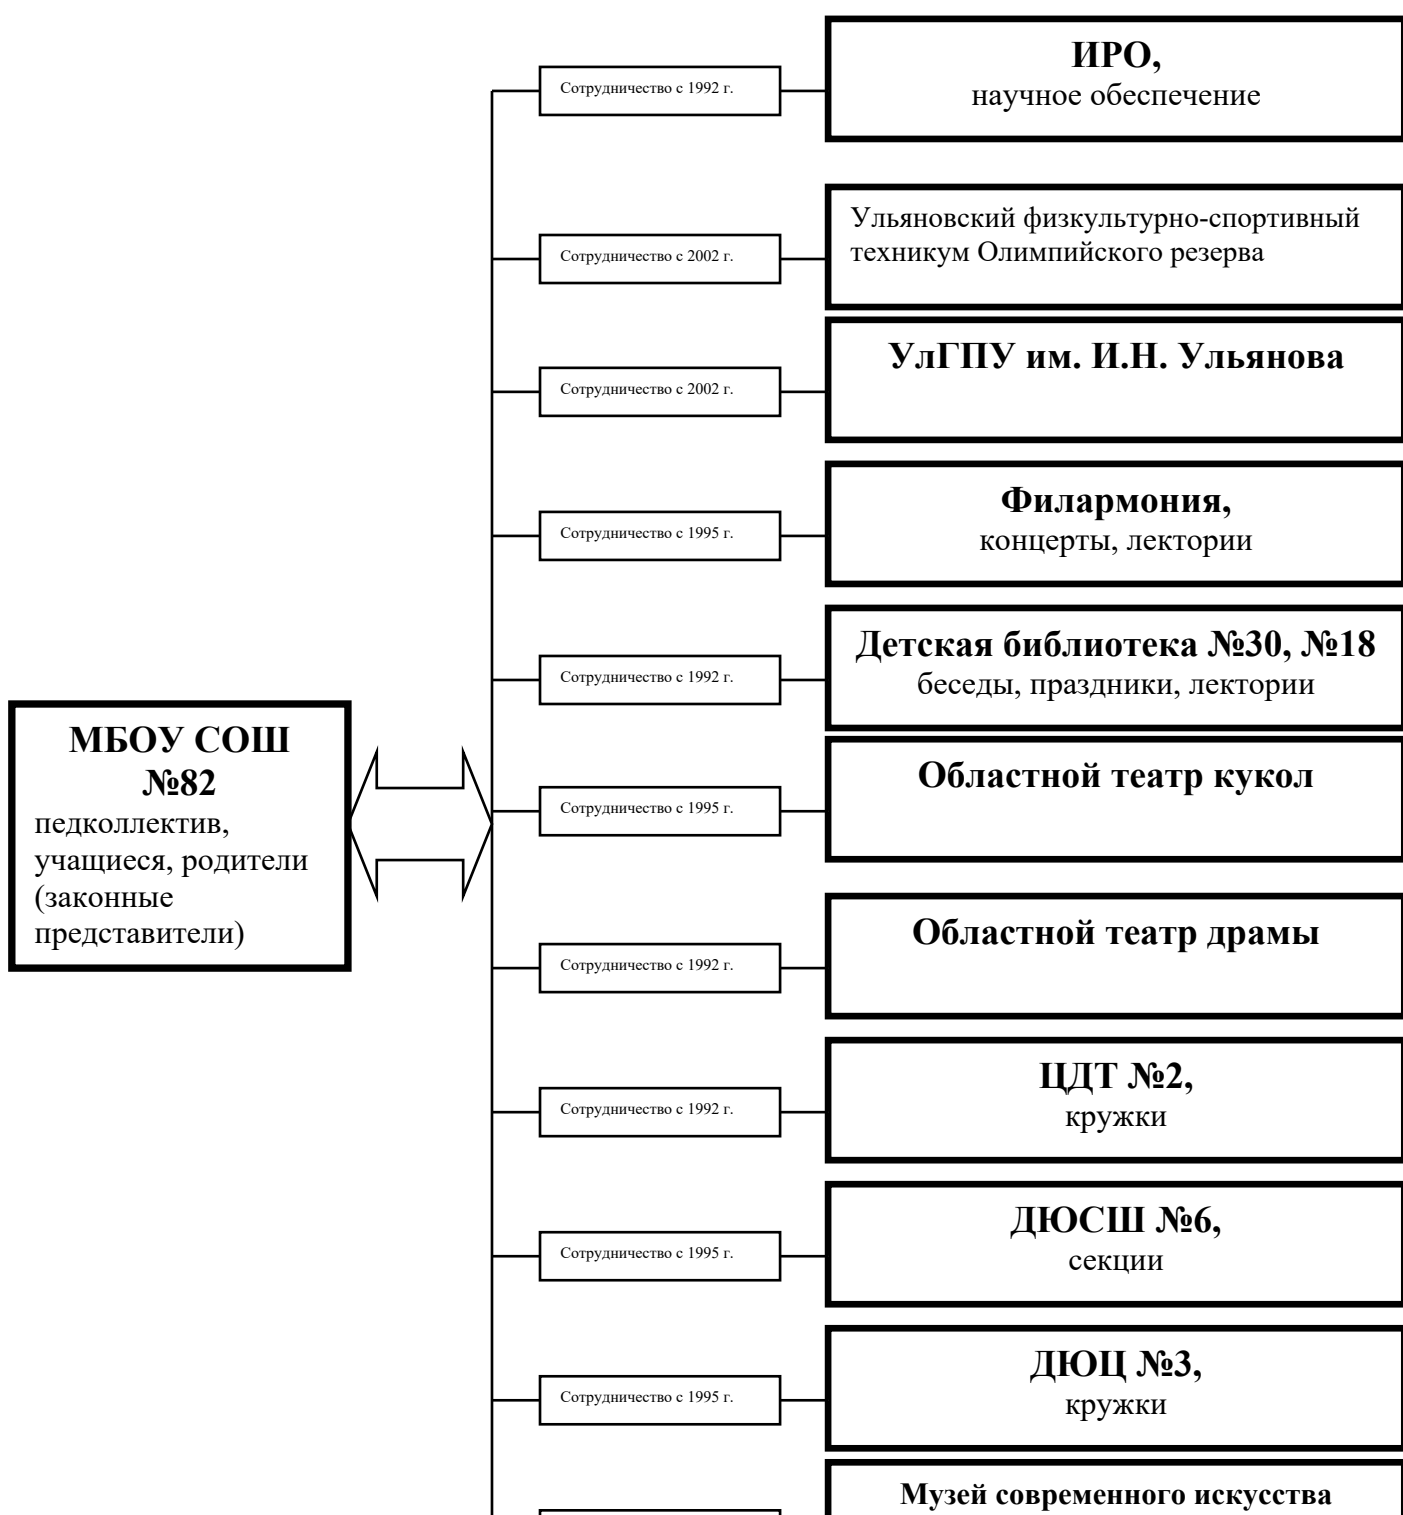 Сотрудничество с 1992 г.
ИРО,
научное обеспечение
Сотрудничество с 2002 г.
Ульяновский физкультурно-спортивный
техникум Олимпийского резерва
Сотрудничество с 2002 г.
УлГПУ им. И.Н. Ульянова
Сотрудничество с 1995 г.
Филармония,
концерты, лектории
Сотрудничество с 1992 г.
Детская библиотека №30, №18
беседы, праздники, лектории
МБОУ СОШ
№82
педколлектив,
учащиеся, родители
(законные
представители)
Сотрудничество с 1995 г.
Областной театр кукол
Сотрудничество с 1992 г.
Областной театр драмы
Сотрудничество с 1992 г.
ЦДТ №2,
кружки
Сотрудничество с 1995 г.
ДЮСШ №6,
секции
Сотрудничество с 1995 г.
ДЮЦ №3,
кружки
Музей современного искусства